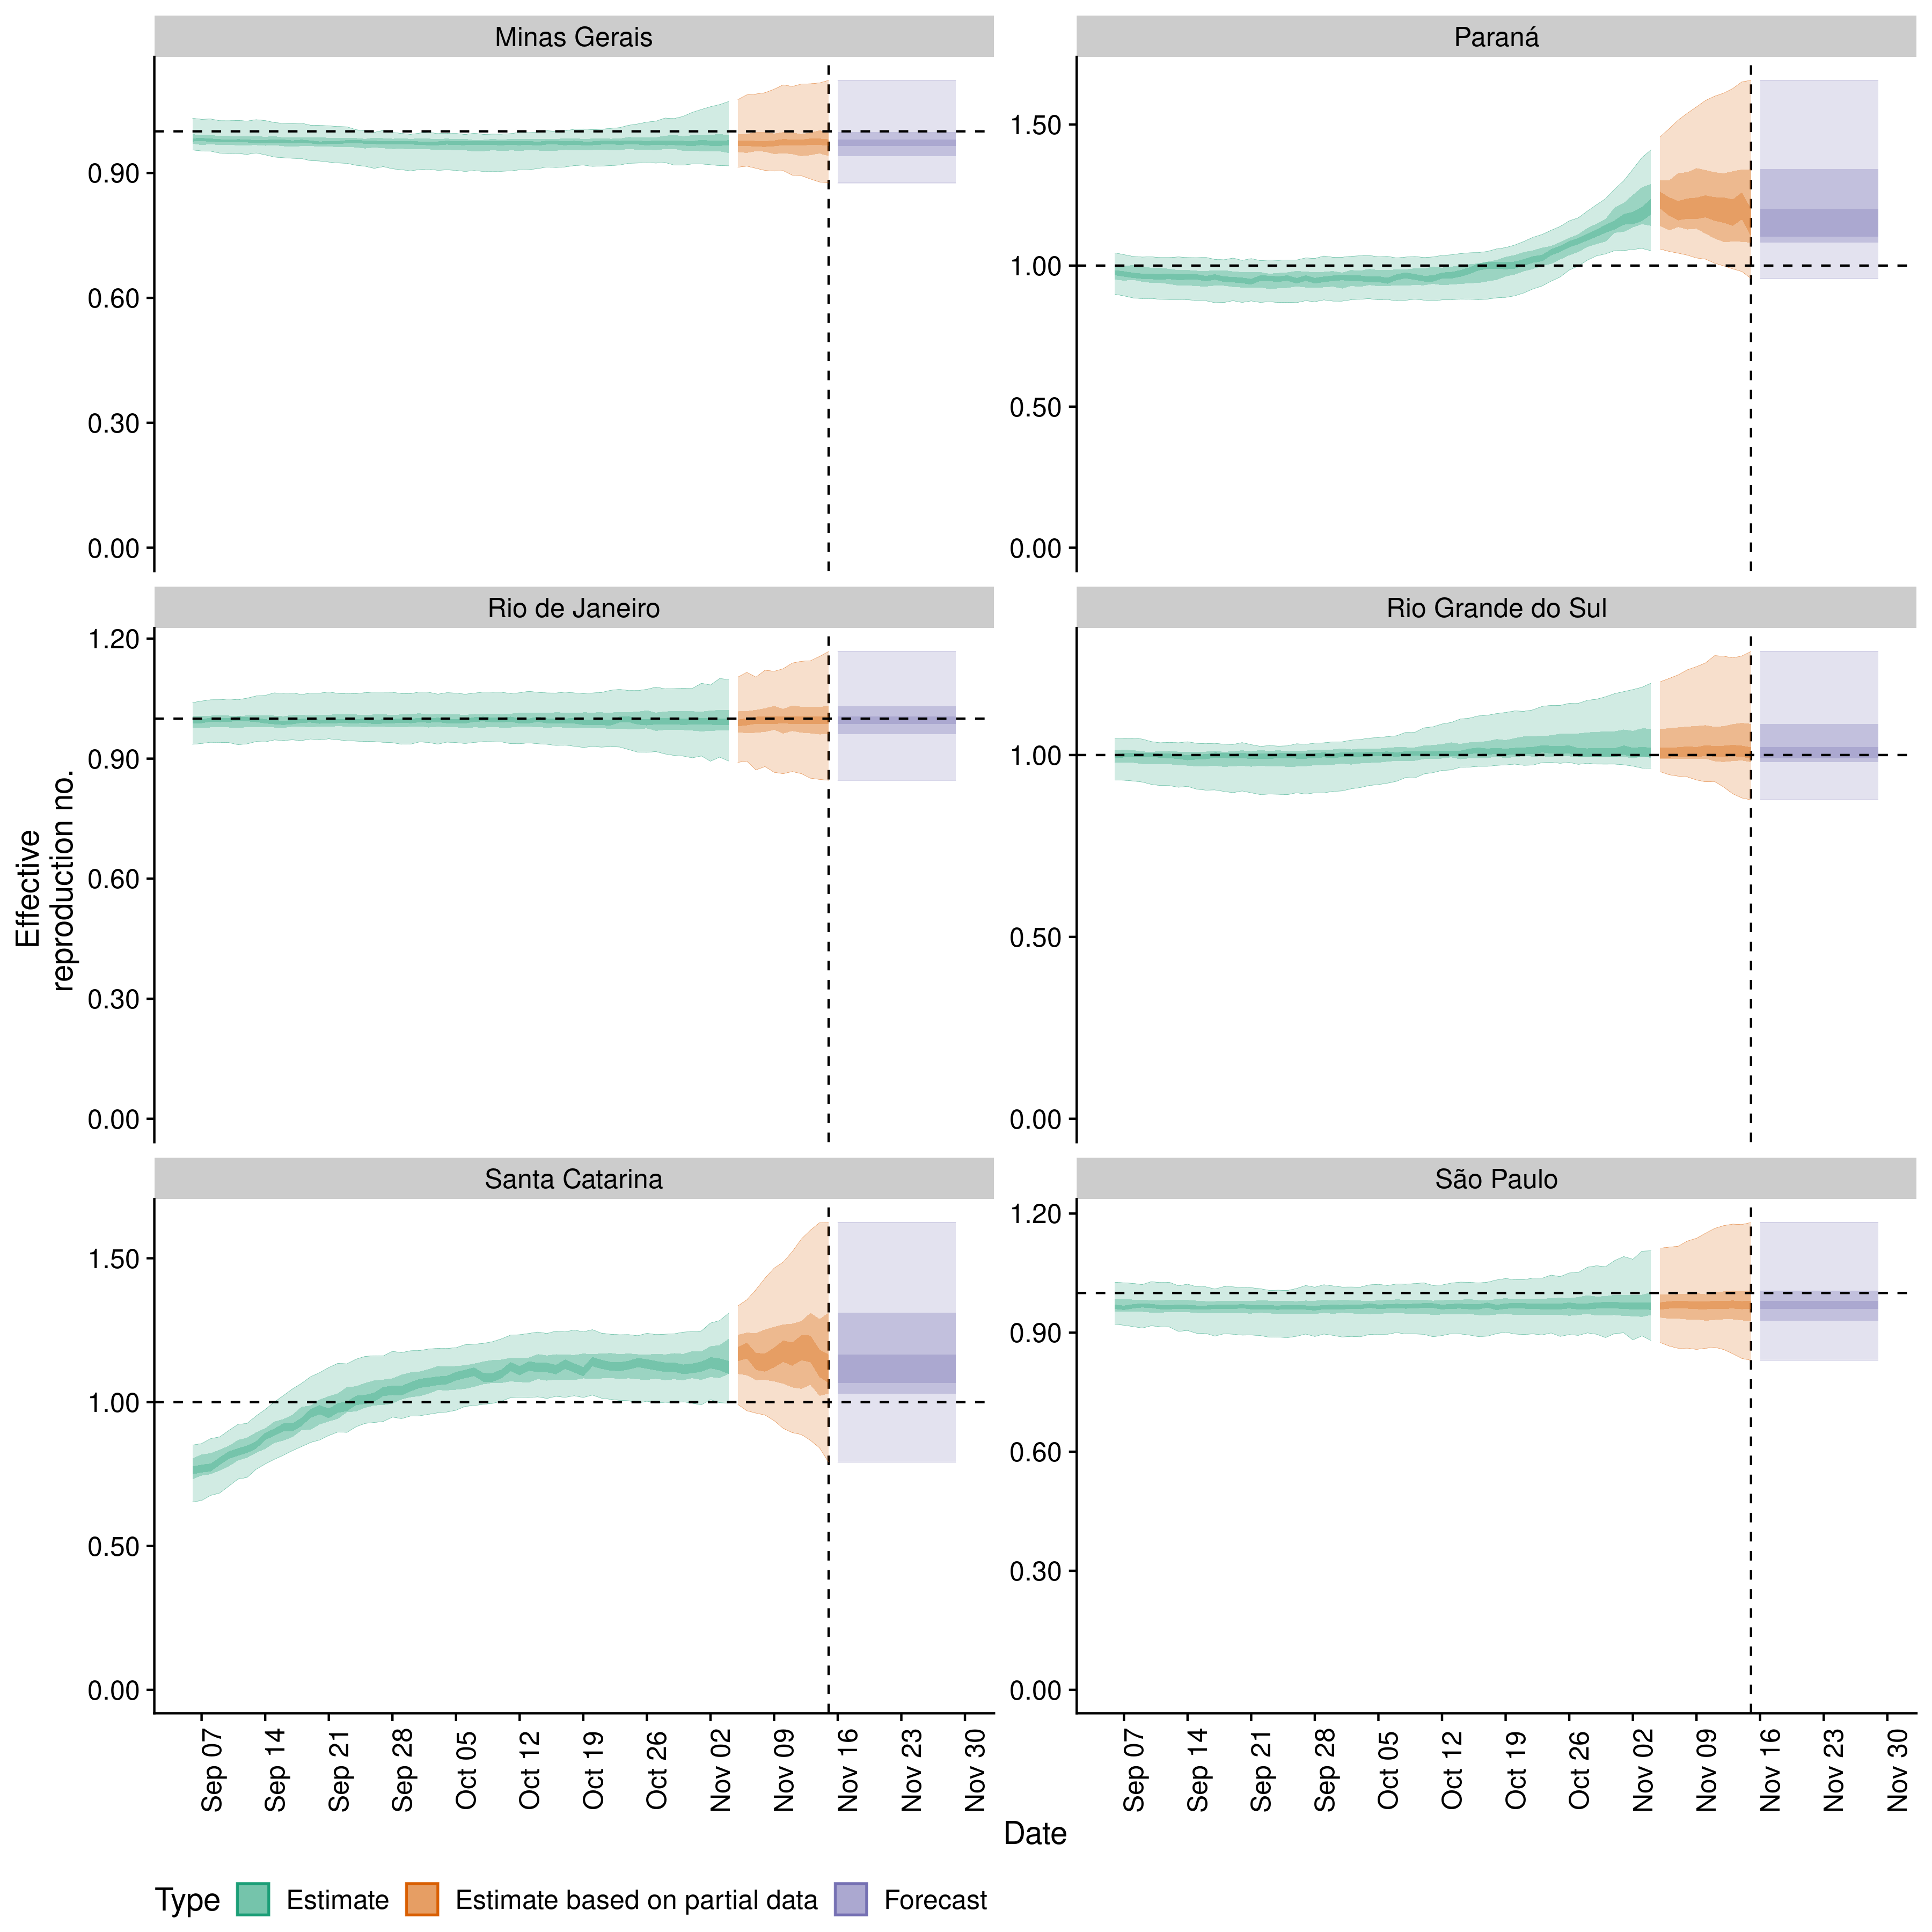 Minas Gerais
0.90
0.60
0.30
0.00
Paraná
1.50
1.00
0.50
0.00
Rio de Janeiro
1.20
0.90
0.60
0.30
0.00
Rio Grande do Sul
1.00
0.50
0.00
Santa Catarina
1.50
1.00
0.50
0.00
São Paulo
1.20
0.90
0.60
0.30
0.00
Effective
reproduction no.
Sep 07
Sep 14
Sep 21
Sep 28
Oct 05
Oct 12
Oct 19
Oct 26
Nov 02
Nov 09
Nov 16
Nov 23
Nov 30
Sep 07
Sep 14
Sep 21
Sep 28
Oct 05
Oct 12
Oct 19
Oct 26
Nov 02
Nov 09
Nov 16
Nov 23
Nov 30
Date
Type Estimate Estimate based on partial data Forecast